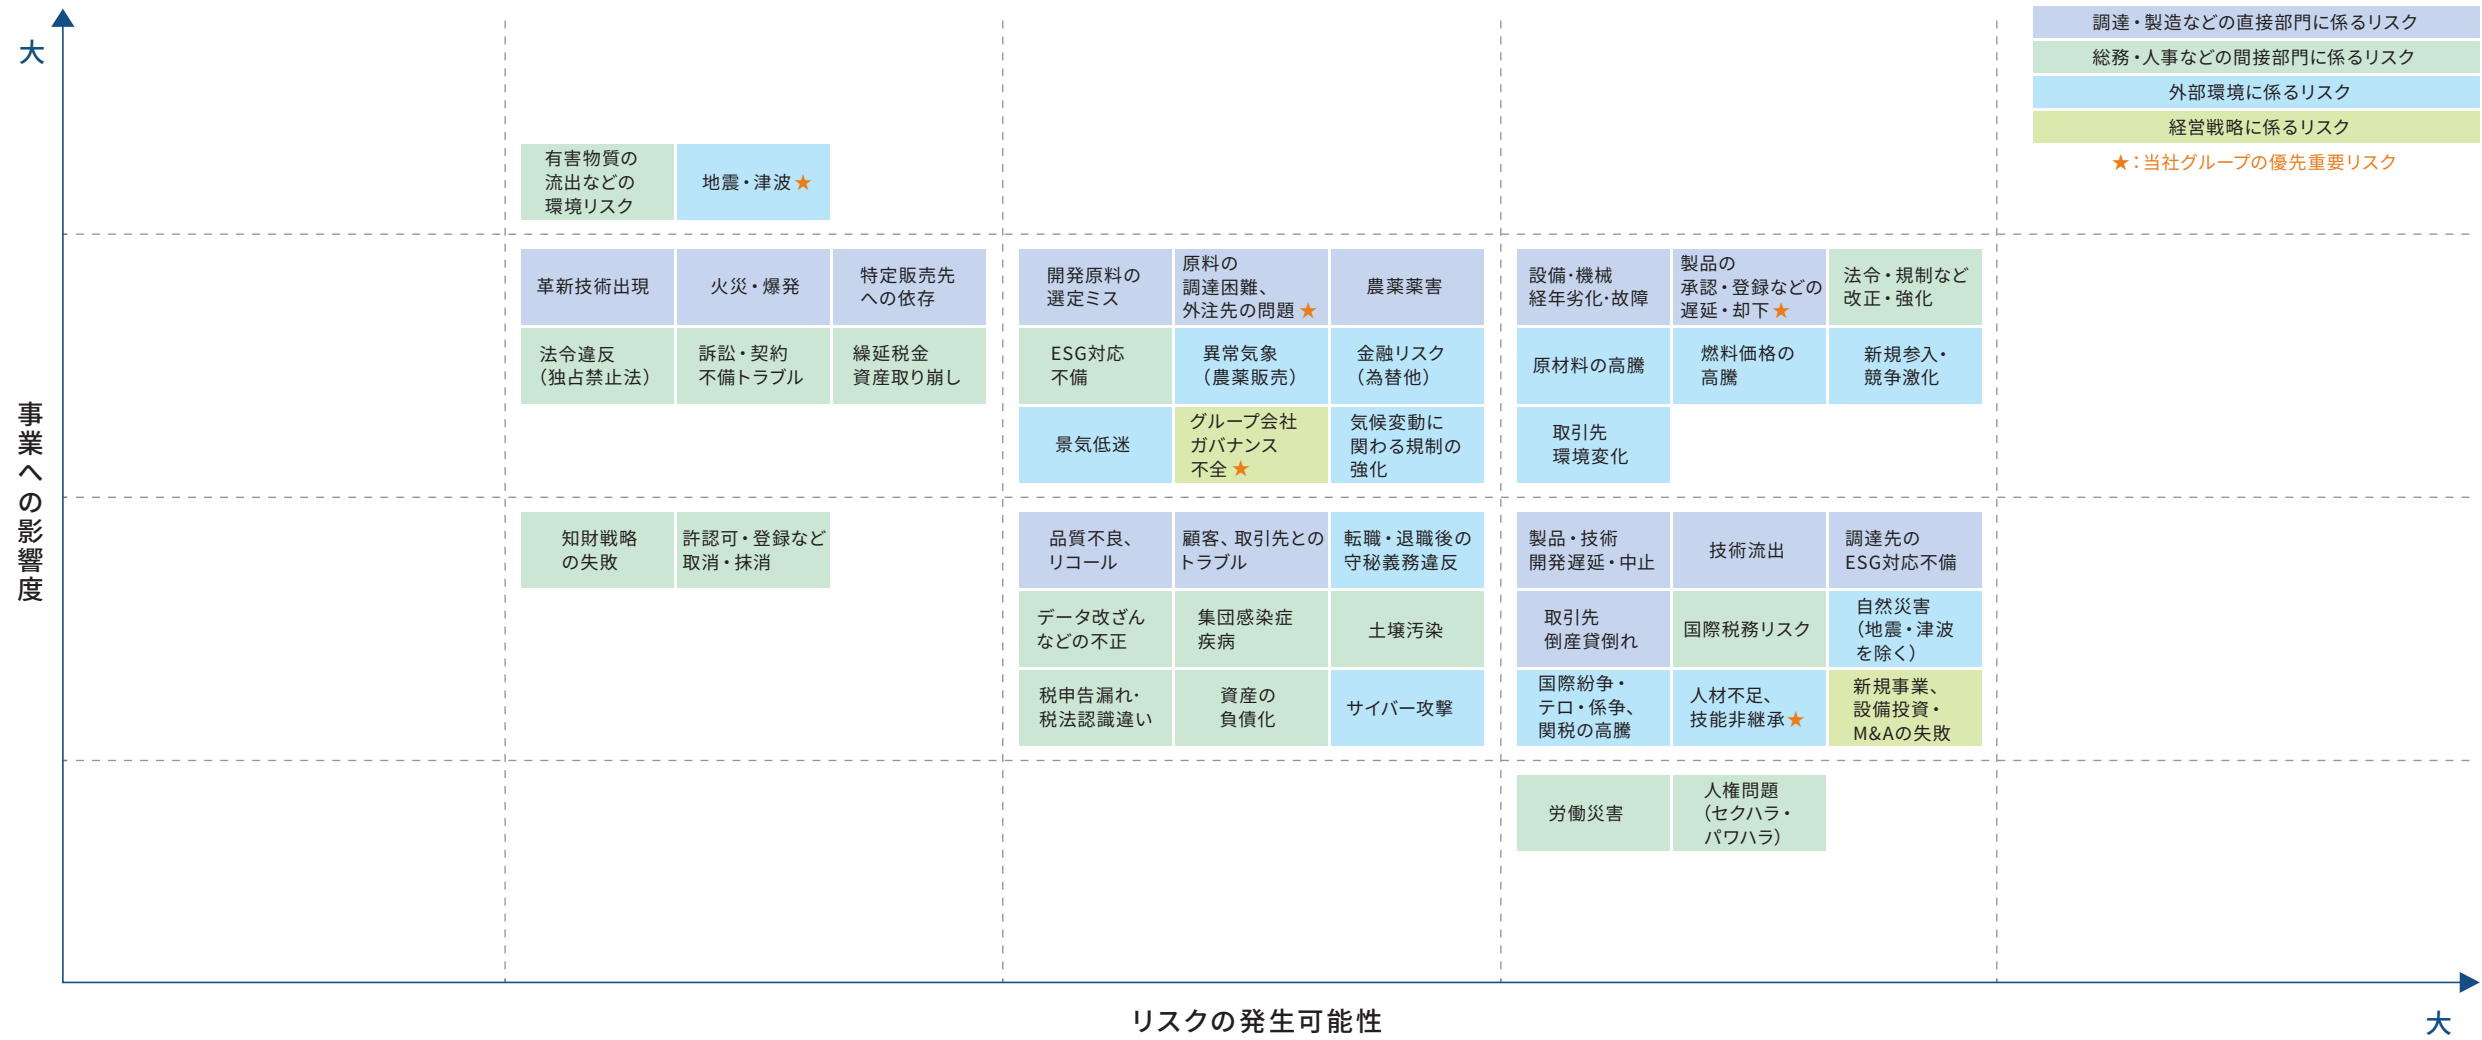 大
調達・製造などの直接部門に係るリスク
総務・人事などの間接部門に係るリスク
外部環境に係るリスク
経営戦略に係るリスク
★：当社グループの優先重要リスク
有害物質の
流出などの
環境リスク
地震・津波★
革新技術出現
火災・爆発
特定販売先
への依存
法令違反
（独占禁止法）
訴訟・契約
不備トラブル
繰延税金
資産取り崩し
開発原料の
選定ミス
原料の
調達困難、
外注先の問題★
農薬薬害
ESG対応
不備
異常気象
（農薬販売）
金融リスク
（為替他）
景気低迷
グループ会社
ガバナンス
不全★
気候変動に
関わる規制の
強化
設備・機械
経年劣化・故障
製品の
承認・登録などの
遅延・却下★
法令・規制など
改正・強化
原材料の高騰
燃料価格の
高騰
新規参入・
競争激化
取引先
環境変化
知財戦略
の失敗
許認可・登録など
取消・抹消
品質不良、
リコール
顧客、取引先との
トラブル
転職・退職後の
守秘義務違反
データ改ざん
などの不正
集団感染症
疾病
土壌汚染
税申告漏れ・
税法認識違い
資産の
負債化
サイバー攻撃
製品・技術
開発遅延・中止
技術流出
調達先の
ESG対応不備
取引先
倒産貸倒れ
国際税務リスク
自然災害
（地震・津波
を除く）
国際紛争・
テロ・係争、
関税の高騰
人材不足、
技能非継承★
新規事業、
設備投資・
M&Aの失敗
労働災害
人権問題
（セクハラ・
パワハラ）
事業への影響度
リスクの発生可能性
大